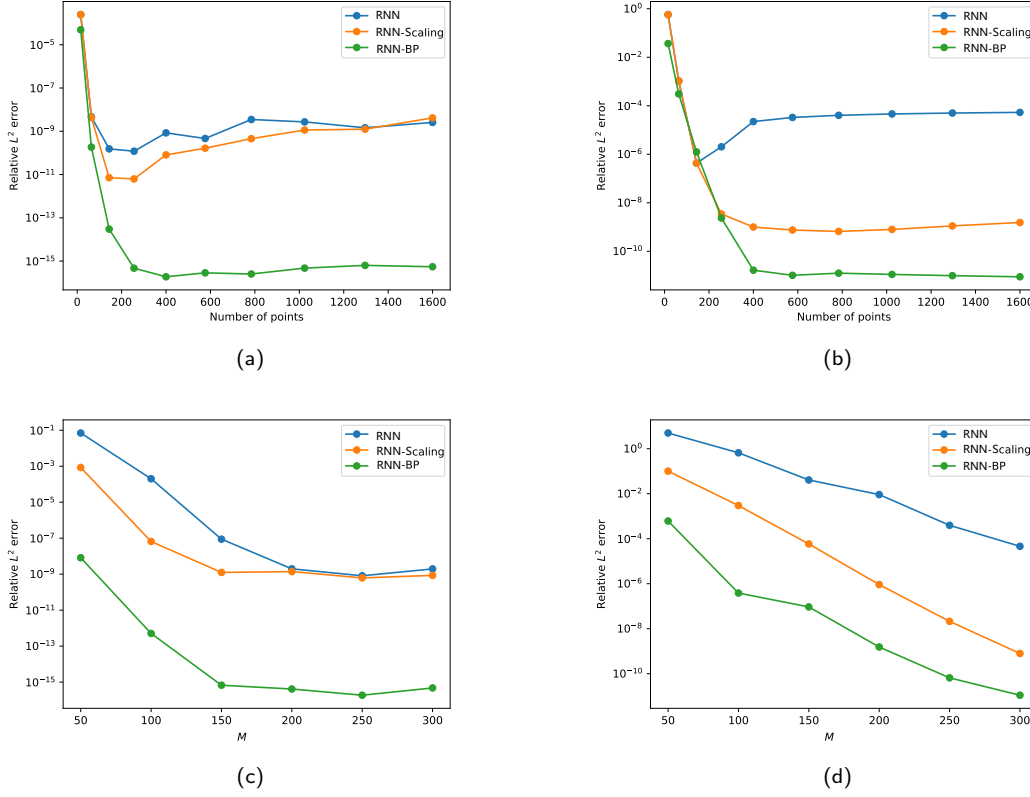 RNN
RNN-Scaling
RNN-BP
10^{-5}
10^{-7}
10^{-9}
10^{-11}
10^{-13}
10^{-15}
Relative L^2 error
0 200 400 600 800 1000 1200 1400 1600
Number of points
(a)
RNN
RNN-Scaling
RNN-BP
10^0
10^{-2}
10^{-4}
10^{-6}
10^{-8}
10^{-10}
Relative L^2 error
0 200 400 600 800 1000 1200 1400 1600
Number of points
(b)
RNN
RNN-Scaling
RNN-BP
10^{-1}
10^{-3}
10^{-5}
10^{-7}
10^{-9}
10^{-11}
10^{-13}
10^{-15}
Relative L^2 error
50 100 150 200 250 300
M
(c)
RNN
RNN-Scaling
RNN-BP
10^0
10^{-2}
10^{-4}
10^{-6}
10^{-8}
10^{-10}
Relative L^2 error
50 100 150 200 250 300
M
(d)